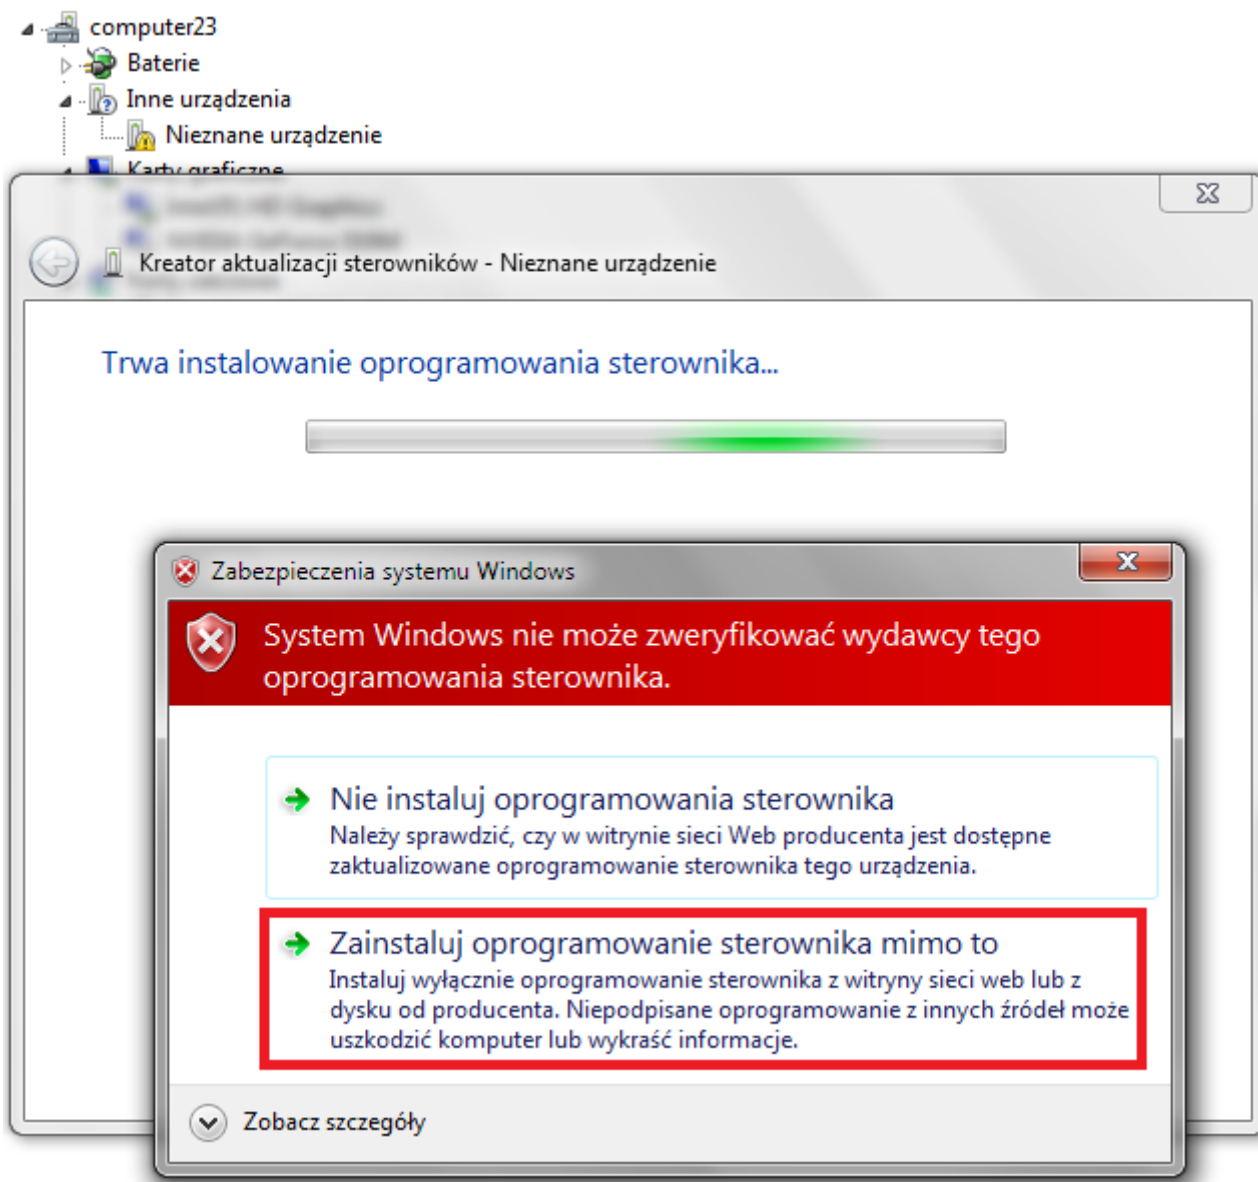 computer23
Baterie
Inne urządzenia
Nieznane urządzenie
Karty graficzne
Kreator aktualizacji sterowników - Nieznane urządzenie
Trwa instalowanie oprogramowania sterownika...
Zabezpieczenia systemu Windows
System Windows nie może zweryfikować wydawcy tego
oprogramowania sterownika.
Nie instaluj oprogramowania sterownika
Należy sprawdzić, czy w witrynie sieci Web producenta jest dostępne
zaktualizowane oprogramowanie sterownika tego urządzenia.
Zainstaluj oprogramowanie sterownika mimo to
Instaluj wyłącznie oprogramowanie sterownika z witryny sieci web lub z
dysku od producenta. Niepodpisane oprogramowanie z innych źródeł może
uszkodzić komputer lub wykraść informacje.
Zobacz szczegóły